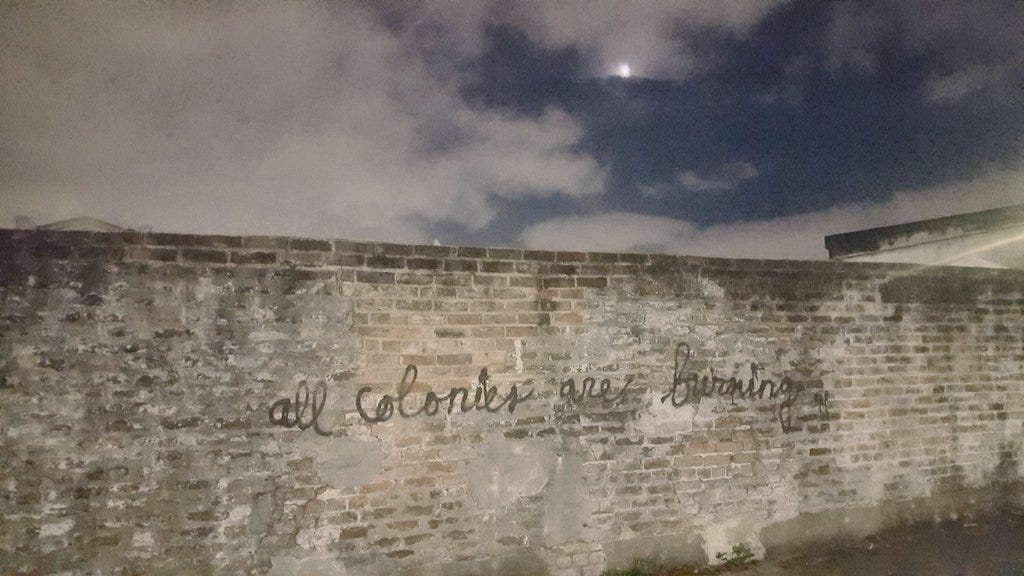 all colonies are burning